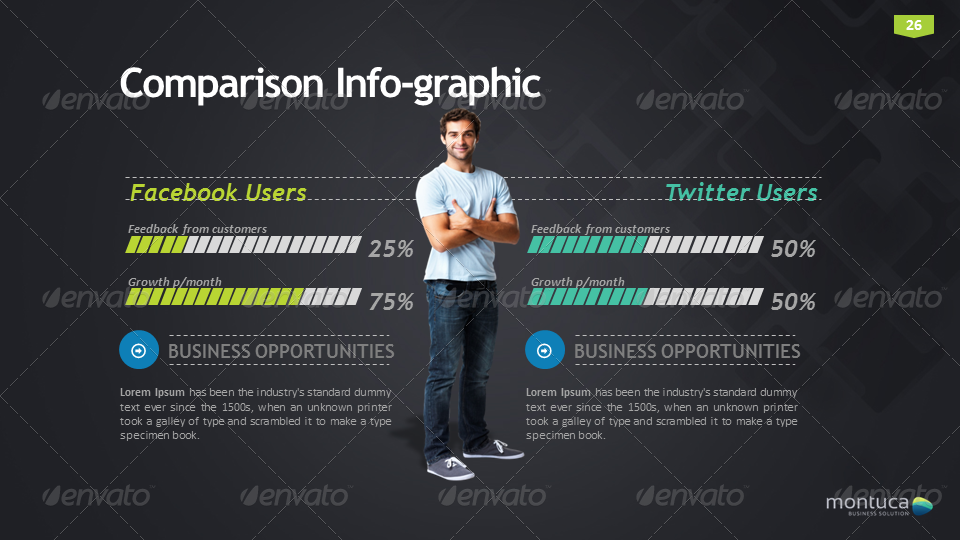 26
Comparison Info-graphic
Facebook Users
Feedback from customers
25%
Growth p/month
75%
BUSINESS OPPORTUNITIES
Lorem Ipsum has been the industry's standard dummy
text ever since the 1500s, when an unknown printer
took a galley of type and scrambled it to make a type
specimen book.
Twitter Users
Feedback from customers
50%
Growth p/month
50%
BUSINESS OPPORTUNITIES
Lorem Ipsum has been the industry's standard dummy
text ever since the 1500s, when an unknown printer
took a galley of type and scrambled it to make a type
specimen book.
montuca
BUSINESS SOLUTION
envato envato envato envato envato
envato envato envato envato envato
envato envato envato envato envato